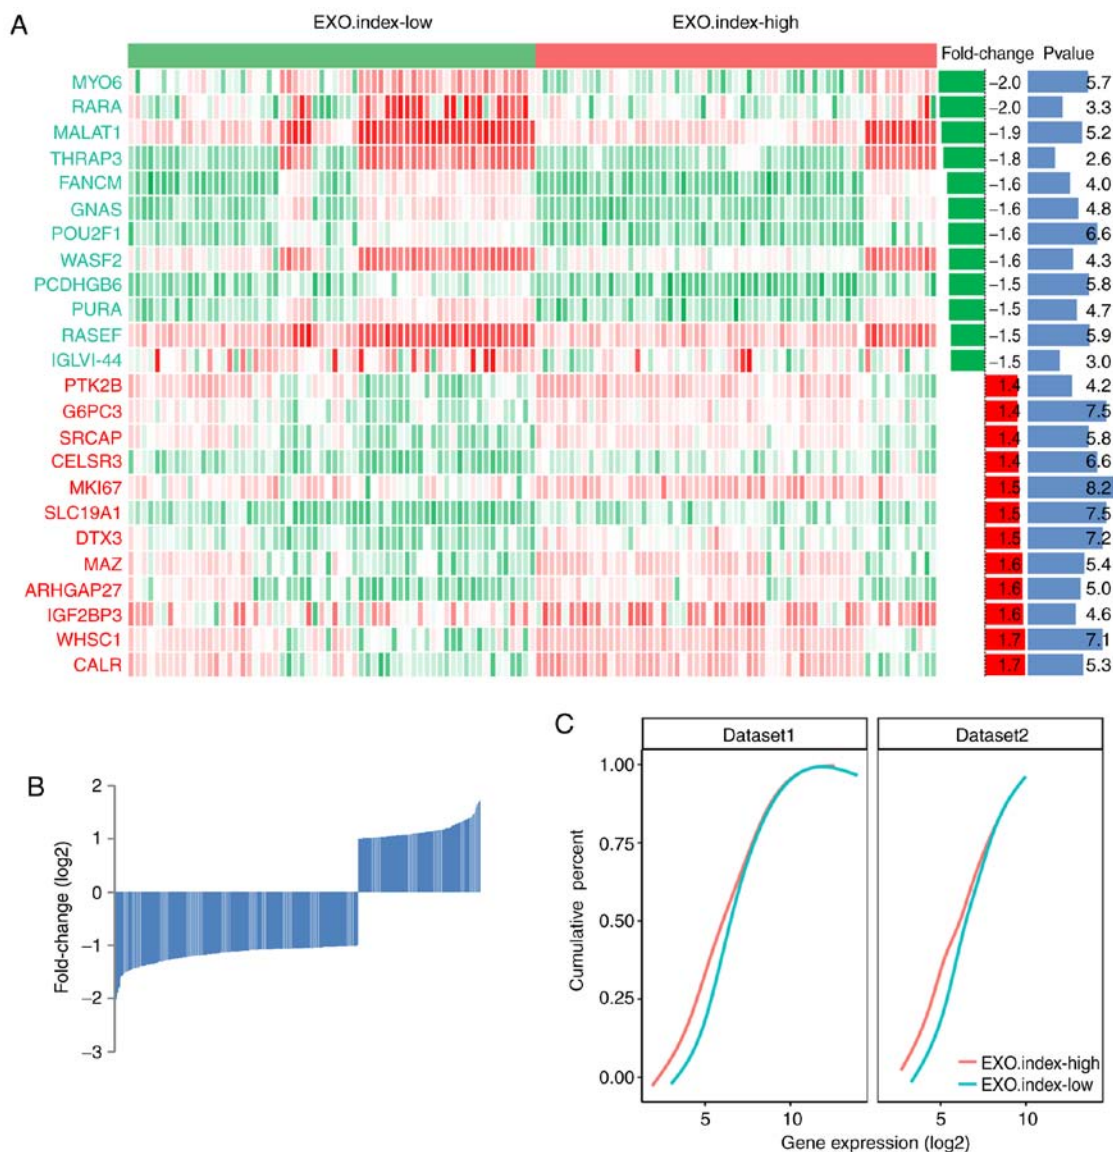 A
EXO.index-low EXO.index-high
Fold-change Pvalue
MYO6 −2.0 5.7
RARA −2.0 3.3
MALAT1 −1.9 5.2
THRAP3 −1.8 2.6
FANCM −1.6 4.0
GNAS −1.6 4.8
POU2F1 −1.6 6.6
WASF2 −1.6 4.3
PCDHGB6 −1.5 5.8
PURA −1.5 4.7
RASEF −1.5 5.9
IGLVI-44 −1.5 3.0
PTK2B 1.4 4.2
G6PC3 1.4 7.5
SRCAP 1.4 5.8
CELSR3 1.4 6.6
MKI67 1.5 8.2
SLC19A1 1.5 7.5
DTX3 1.5 7.2
MAZ 1.6 5.4
ARHGAP27 1.6 5.0
IGF2BP3 1.6 4.6
WHSC1 1.7 7.1
CALR 1.7 5.3
B
Fold-change (log2)
2
1
0
−1
−2
−3
C
Dataset1 Dataset2
Cumulative percent
1.00
0.75
0.50
0.25
0.00
EXO.index-high
EXO.index-low
5 10 5 10
Gene expression (log2)